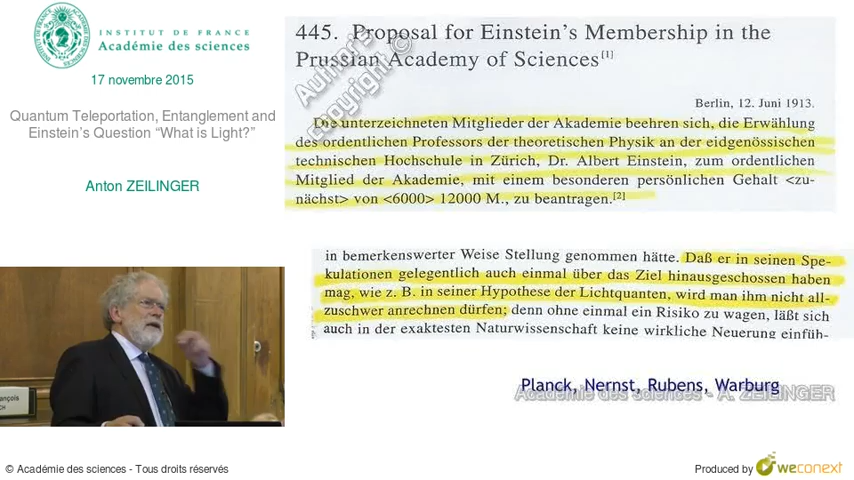 INSTITUT DE FRANCE
Académie des sciences
17 novembre 2015
Quantum Teleportation, Entanglement and
Einstein's Question “What is Light?”
Anton ZEILINGER
445. Proposal for Einstein's Membership in the
Prussian Academy of Sciences[1]
Author's
Copyright ©
Berlin, 12. Juni 1913.
Die unterzeichneten Mitglieder der Akademie beehren sich, die Erwählung
des ordentlichen Professors der theoretischen Physik an der eidgenössischen
technischen Hochschule in Zürich, Dr. Albert Einstein, zum ordentlichen
Mitglied der Akademie, mit einem besonderen persönlichen Gehalt <zu-
nächst> von <6000> 12000 M., zu beantragen.[2]
in bemerkenswerter Weise Stellung genommen hätte. Daß er in seinen Spe-
kulationen gelegentlich auch einmal über das Ziel hinausgeschossen haben
mag, wie z. B. in seiner Hypothese der Lichtquanten, wird man ihm nicht all-
zuschwer anrechnen dürfen; denn ohne einmal ein Risiko zu wagen, läßt sich
auch in der exaktesten Naturwissenschaft keine wirkliche Neuerung einfüh-
Planck, Nernst, Rubens, Warburg
Académie des sciences - A. ZEILINGER
© Académie des sciences - Tous droits réservés
Produced by weconext